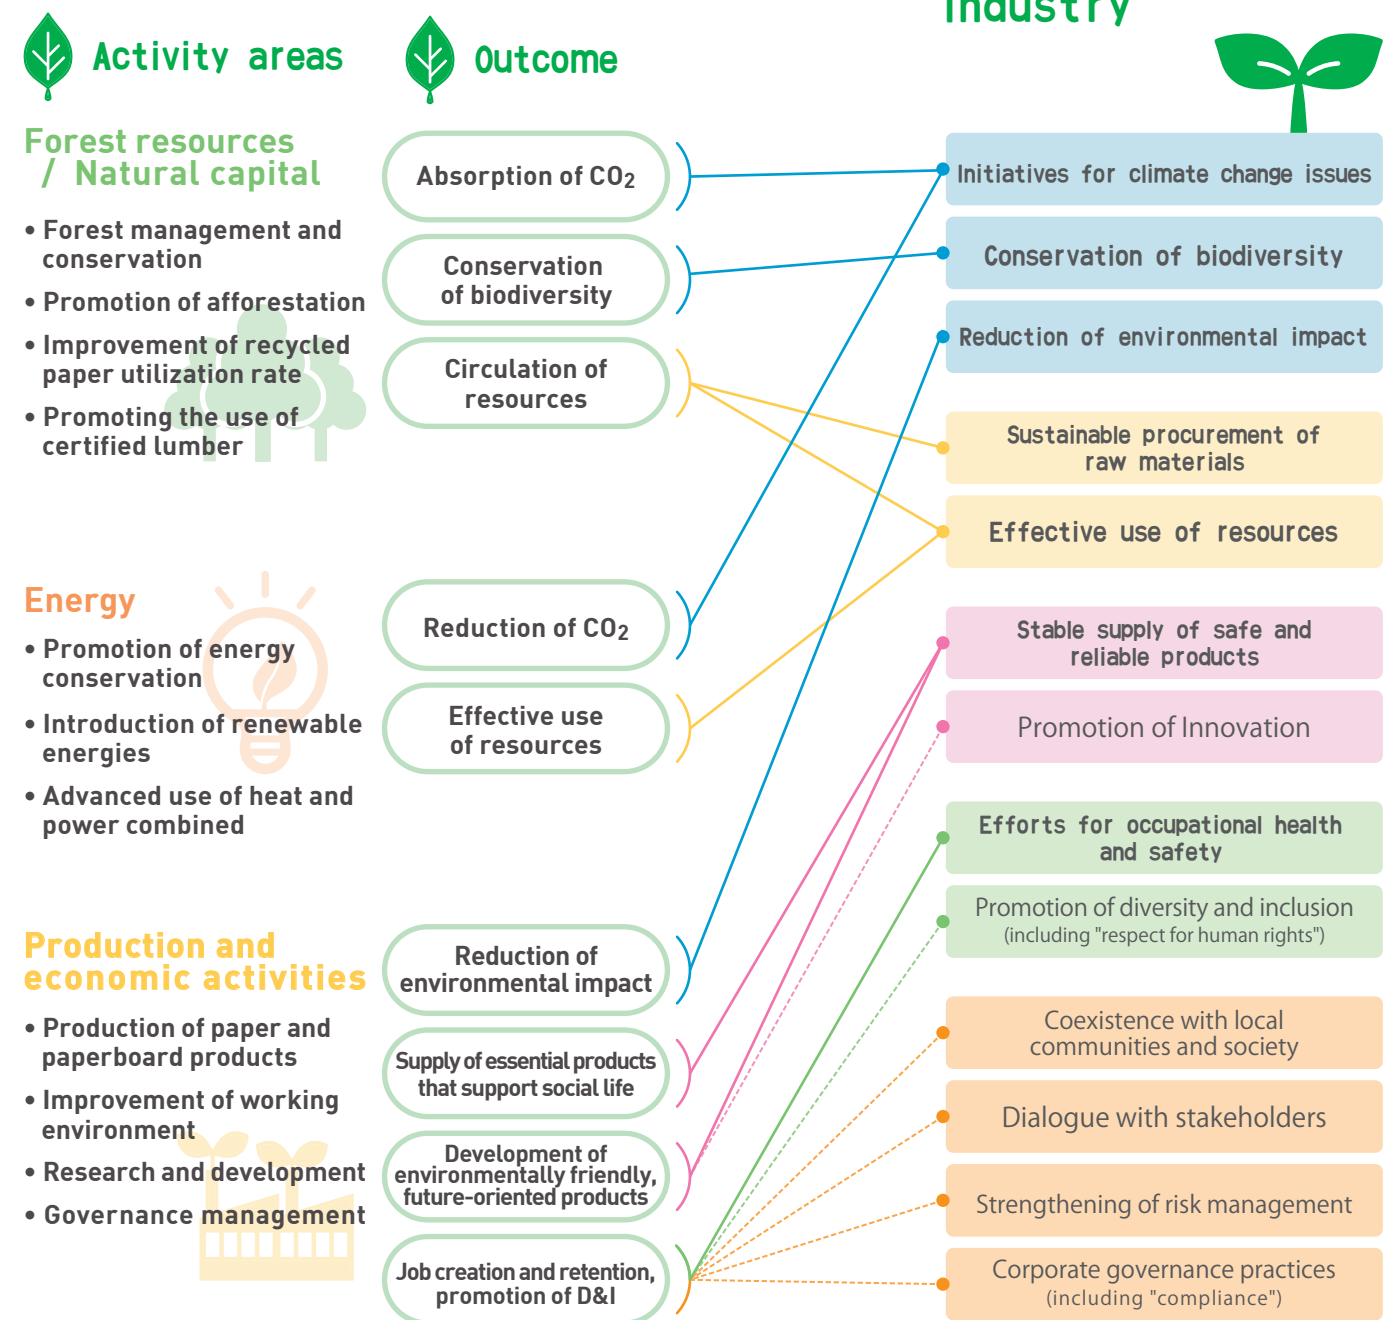 Industry
Activity areas
Outcome
Forest resources
/ Natural capital
• Forest management and
conservation
• Promotion of afforestation
• Improvement of recycled
paper utilization rate
• Promoting the use of
certified lumber
Absorption of CO2
Conservation
of biodiversity
Circulation of
resources
Energy
• Promotion of energy
conservation
• Introduction of renewable
energies
• Advanced use of heat and
power combined
Reduction of CO2
Effective use
of resources
Production and
economic activities
• Production of paper and
paperboard products
• Improvement of working
environment
• Research and development
• Governance management
Reduction of
environmental impact
Supply of essential products
that support social life
Development of
environmentally friendly,
future-oriented products
Job creation and retention,
promotion of D&I
Initiatives for climate change issues
Conservation of biodiversity
Reduction of environmental impact
Sustainable procurement of
raw materials
Effective use of resources
Stable supply of safe and
reliable products
Promotion of Innovation
Efforts for occupational health
and safety
Promotion of diversity and inclusion
(including "respect for human rights")
Coexistence with local
communities and society
Dialogue with stakeholders
Strengthening of risk management
Corporate governance practices
(including "compliance")